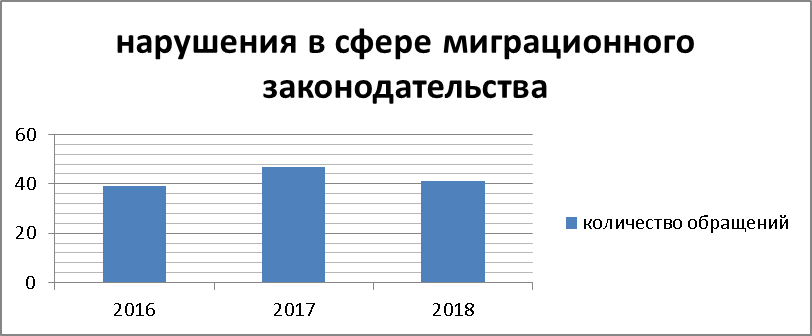 нарушения в сфере миграционного
законодательства
60
40
20
0
2016 2017 2018
количество обращений